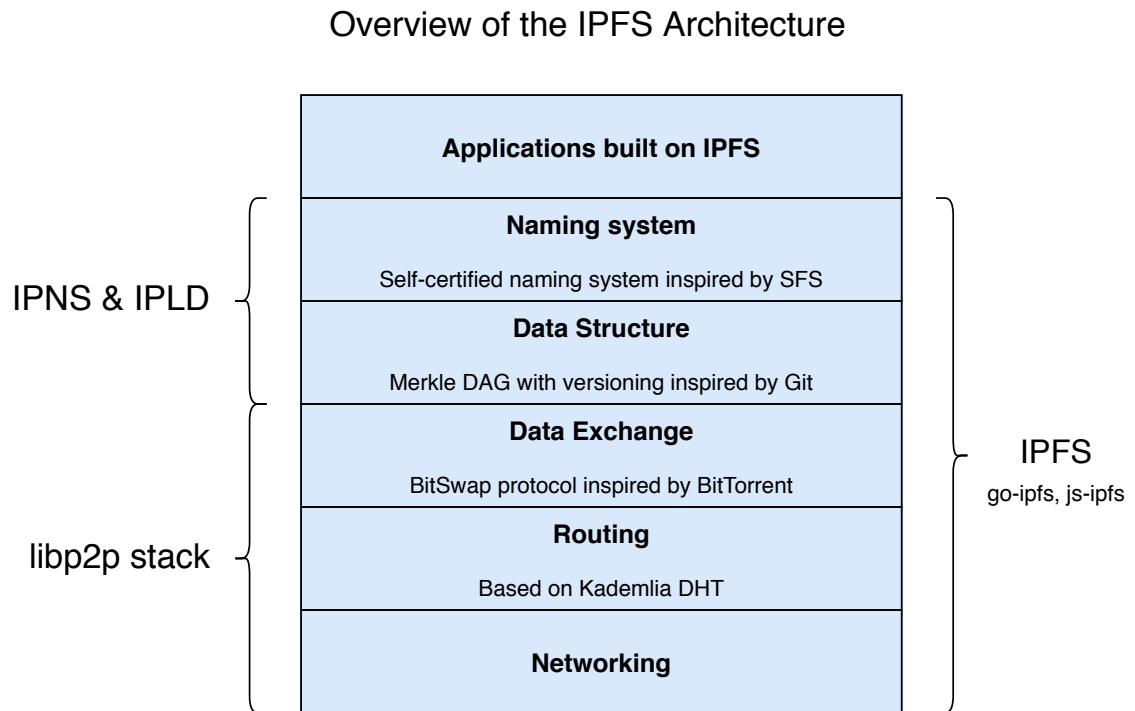 Overview of the IPFS Architecture
Applications built on IPFS
Naming system
Self-certified naming system inspired by SFS
IPNS & IPLD
Data Structure
Merkle DAG with versioning inspired by Git
Data Exchange
BitSwap protocol inspired by BitTorrent
IPFS
go-ipfs, js-ipfs
Routing
libp2p stack
Based on Kademlia DHT
Networking